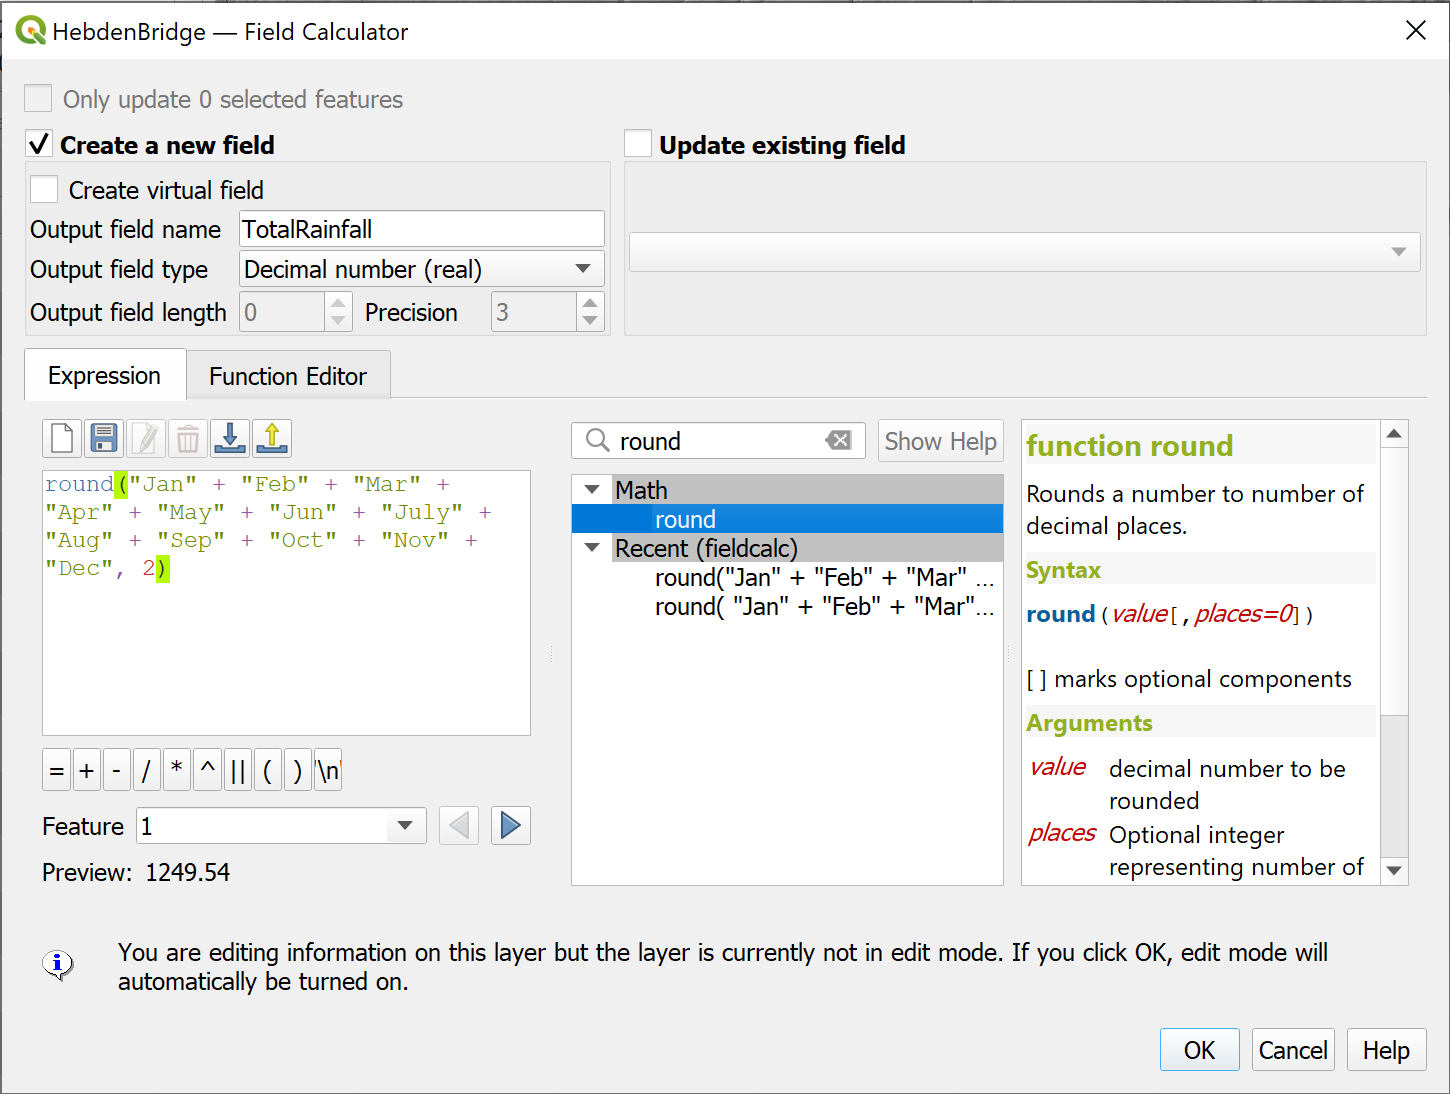 HebdenBridge — Field Calculator
Only update 0 selected features
Create a new field
Update existing field
Create virtual field
Output field name TotalRainfall
Output field type Decimal number (real)
Output field length 0 Precision 3
Expression Function Editor
round("Jan" + "Feb" + "Mar" +
"Apr" + "May" + "Jun" + "July" +
"Aug" + "Sep" + "Oct" + "Nov" +
"Dec", 2)
= + - / * ^ || ( ) '\n'
Feature 1
Preview: 1249.54
round
Show Help
Math
round
Recent (fieldcalc)
round("Jan" + "Feb" + "Mar" ...
round( "Jan" + "Feb" + "Mar"...
function round
Rounds a number to number of
decimal places.
Syntax
round(value[,places=0])
[ ] marks optional components
Arguments
value decimal number to be
rounded
places Optional integer
representing number of
You are editing information on this layer but the layer is currently not in edit mode. If you click OK, edit mode will
automatically be turned on.
OK Cancel Help